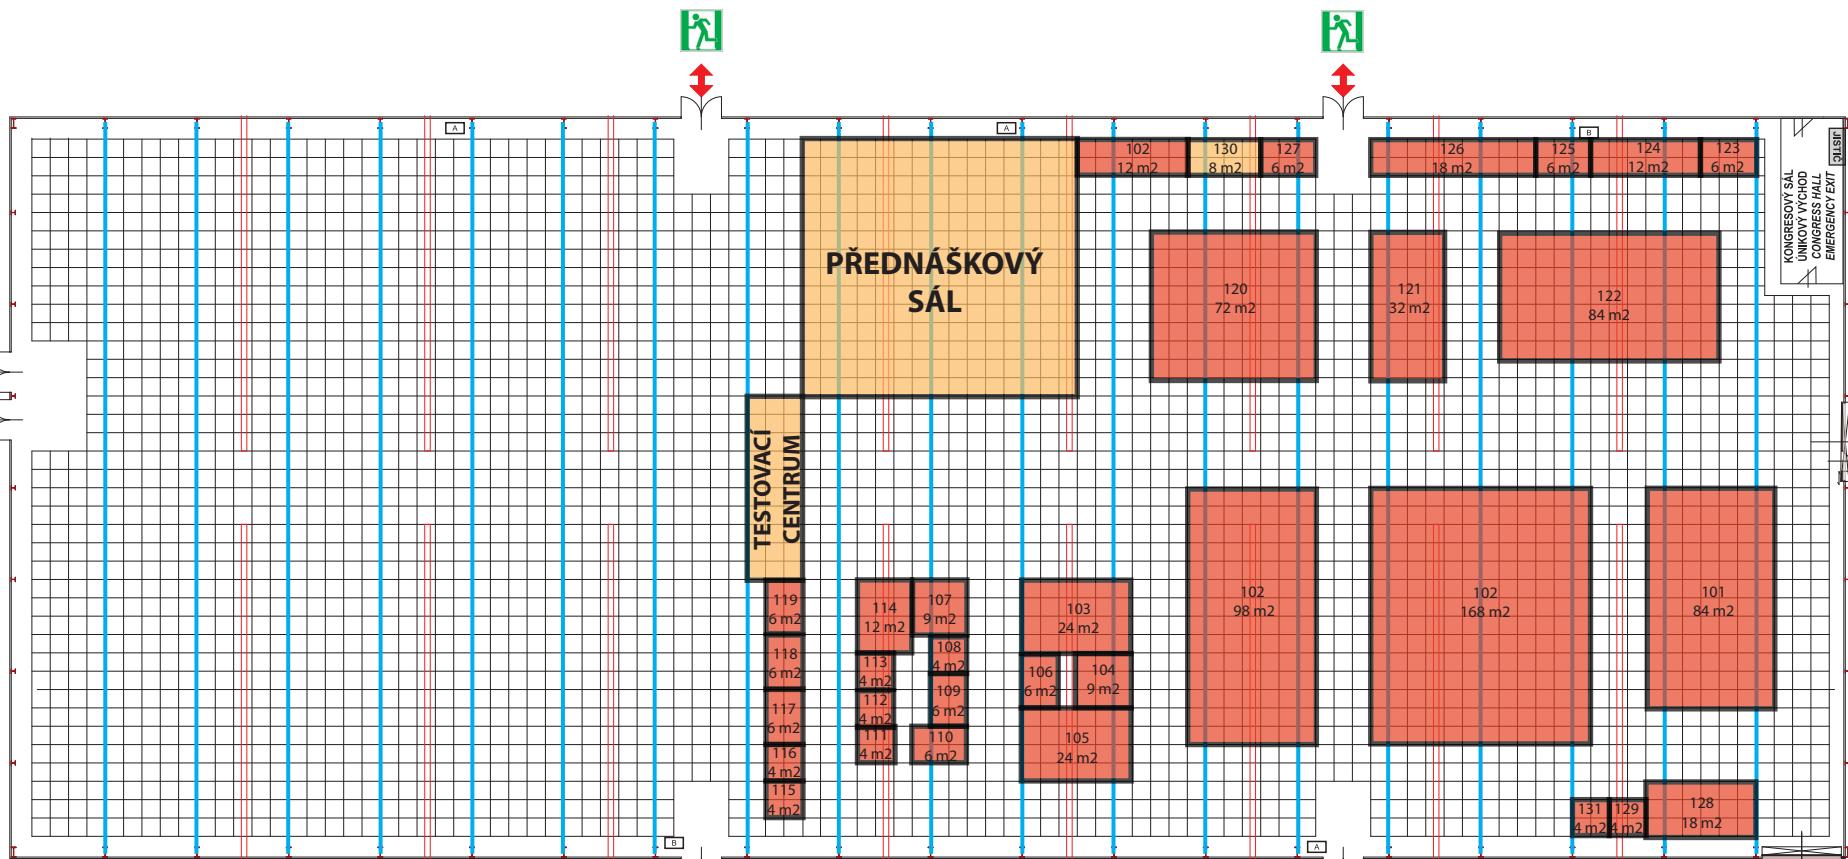 A
A
B
JISTIČ
KONGRESOVÝ SÁL
ÚNIKOVÝ VÝCHOD
CONGRESS HALL
EMERGENCY EXIT
102
12 m2
130
8 m2
127
6 m2
126
18 m2
125
6 m2
124
12 m2
123
6 m2
PŘEDNÁŠKOVÝ
SÁL
120
72 m2
121
32 m2
122
84 m2
TESTOVACÍ
CENTRUM
119
6 m2
118
6 m2
117
6 m2
116
4 m2
115
4 m2
114
12 m2
113
4 m2
112
4 m2
111
4 m2
107
9 m2
108
4 m2
109
6 m2
110
6 m2
103
24 m2
106
6 m2
104
9 m2
105
24 m2
102
98 m2
102
168 m2
101
84 m2
131
4 m2
129
4 m2
128
18 m2
B
A